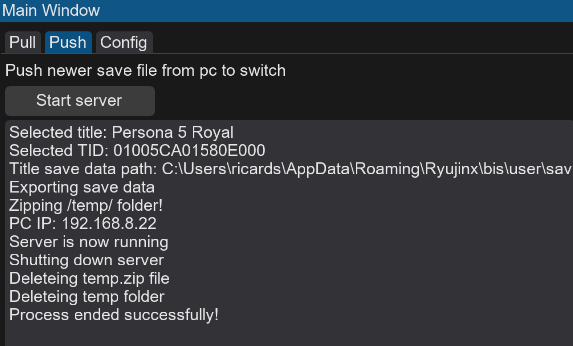 Main Window
Pull Push Config
Push newer save file from pc to switch
Start server
Selected title: Persona 5 Royal
Selected TID: 01005CA01580E000
Title save data path: C:\Users\ricards\AppData\Roaming\Ryujinx\bis\user\sav
Exporting save data
Zipping /temp/ folder!
PC IP: 192.168.8.22
Server is now running
Shutting down server
Deleteing temp.zip file
Deleteing temp folder
Process ended successfully!